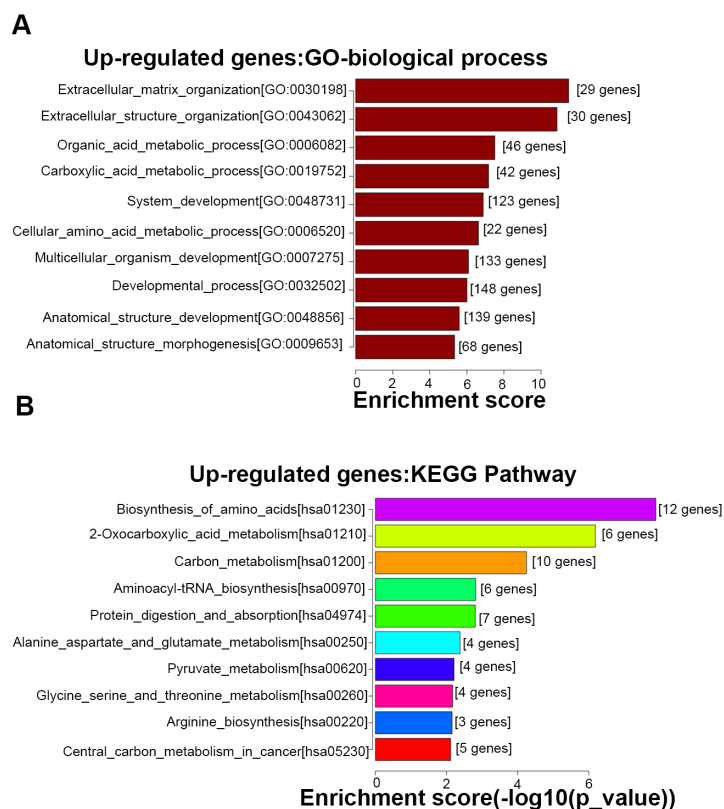 A
Up-regulated genes:GO-biological process
Extracellular_matrix_organization[GO:0030198] [29 genes]
Extracellular_structure_organization[GO:0043062] [30 genes]
Organic_acid_metabolic_process[GO:0006082] [46 genes]
Carboxylic_acid_metabolic_process[GO:0019752] [42 genes]
System_development[GO:0048731] [123 genes]
Cellular_amino_acid_metabolic_process[GO:0006520] [22 genes]
Multicellular_organism_development[GO:0007275] [133 genes]
Developmental_process[GO:0032502] [148 genes]
Anatomical_structure_development[GO:0048856] [139 genes]
Anatomical_structure_morphogenesis[GO:0009653] [68 genes]
0 2 4 6 8 10
Enrichment score
B
Up-regulated genes:KEGG Pathway
Biosynthesis_of_amino_acids[hsa01230] [12 genes]
2-Oxocarboxylic_acid_metabolism[hsa01210] [6 genes]
Carbon_metabolism[hsa01200] [10 genes]
Aminoacyl-tRNA_biosynthesis[hsa00970] [6 genes]
Protein_digestion_and_absorption[hsa04974] [7 genes]
Alanine_aspartate_and_glutamate_metabolism[hsa00250] [4 genes]
Pyruvate_metabolism[hsa00620] [4 genes]
Glycine_serine_and_threonine_metabolism[hsa00260] [4 genes]
Arginine_biosynthesis[hsa00220] [3 genes]
Central_carbon_metabolism_in_cancer[hsa05230] [5 genes]
0 2 4 6
Enrichment score(-log10(p_value))